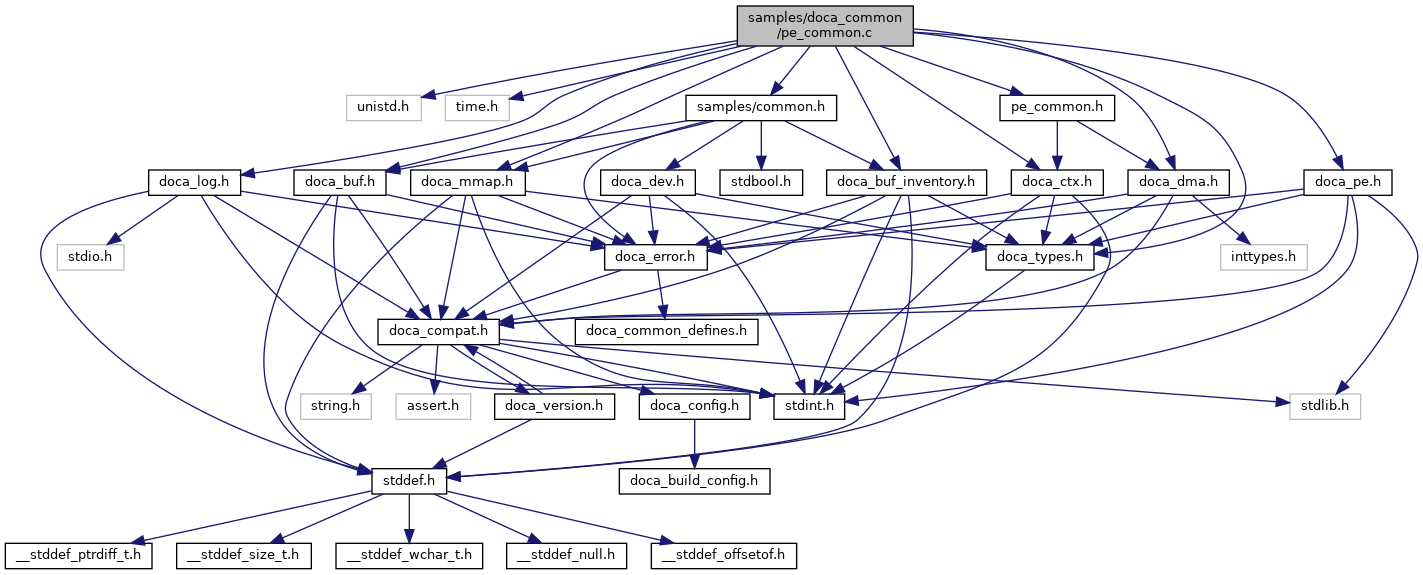 samples/doca_common
/pe_common.c
unistd.h
time.h
samples/common.h
pe_common.h
doca_log.h
doca_buf.h
doca_mmap.h
doca_dev.h
stdbool.h
doca_buf_inventory.h
doca_ctx.h
doca_dma.h
doca_pe.h
stdio.h
doca_error.h
doca_types.h
inttypes.h
doca_compat.h
doca_common_defines.h
string.h
assert.h
doca_version.h
doca_config.h
stdint.h
stdlib.h
stddef.h
doca_build_config.h
__stddef_ptrdiff_t.h
__stddef_size_t.h
__stddef_wchar_t.h
__stddef_null.h
__stddef_offsetof.h